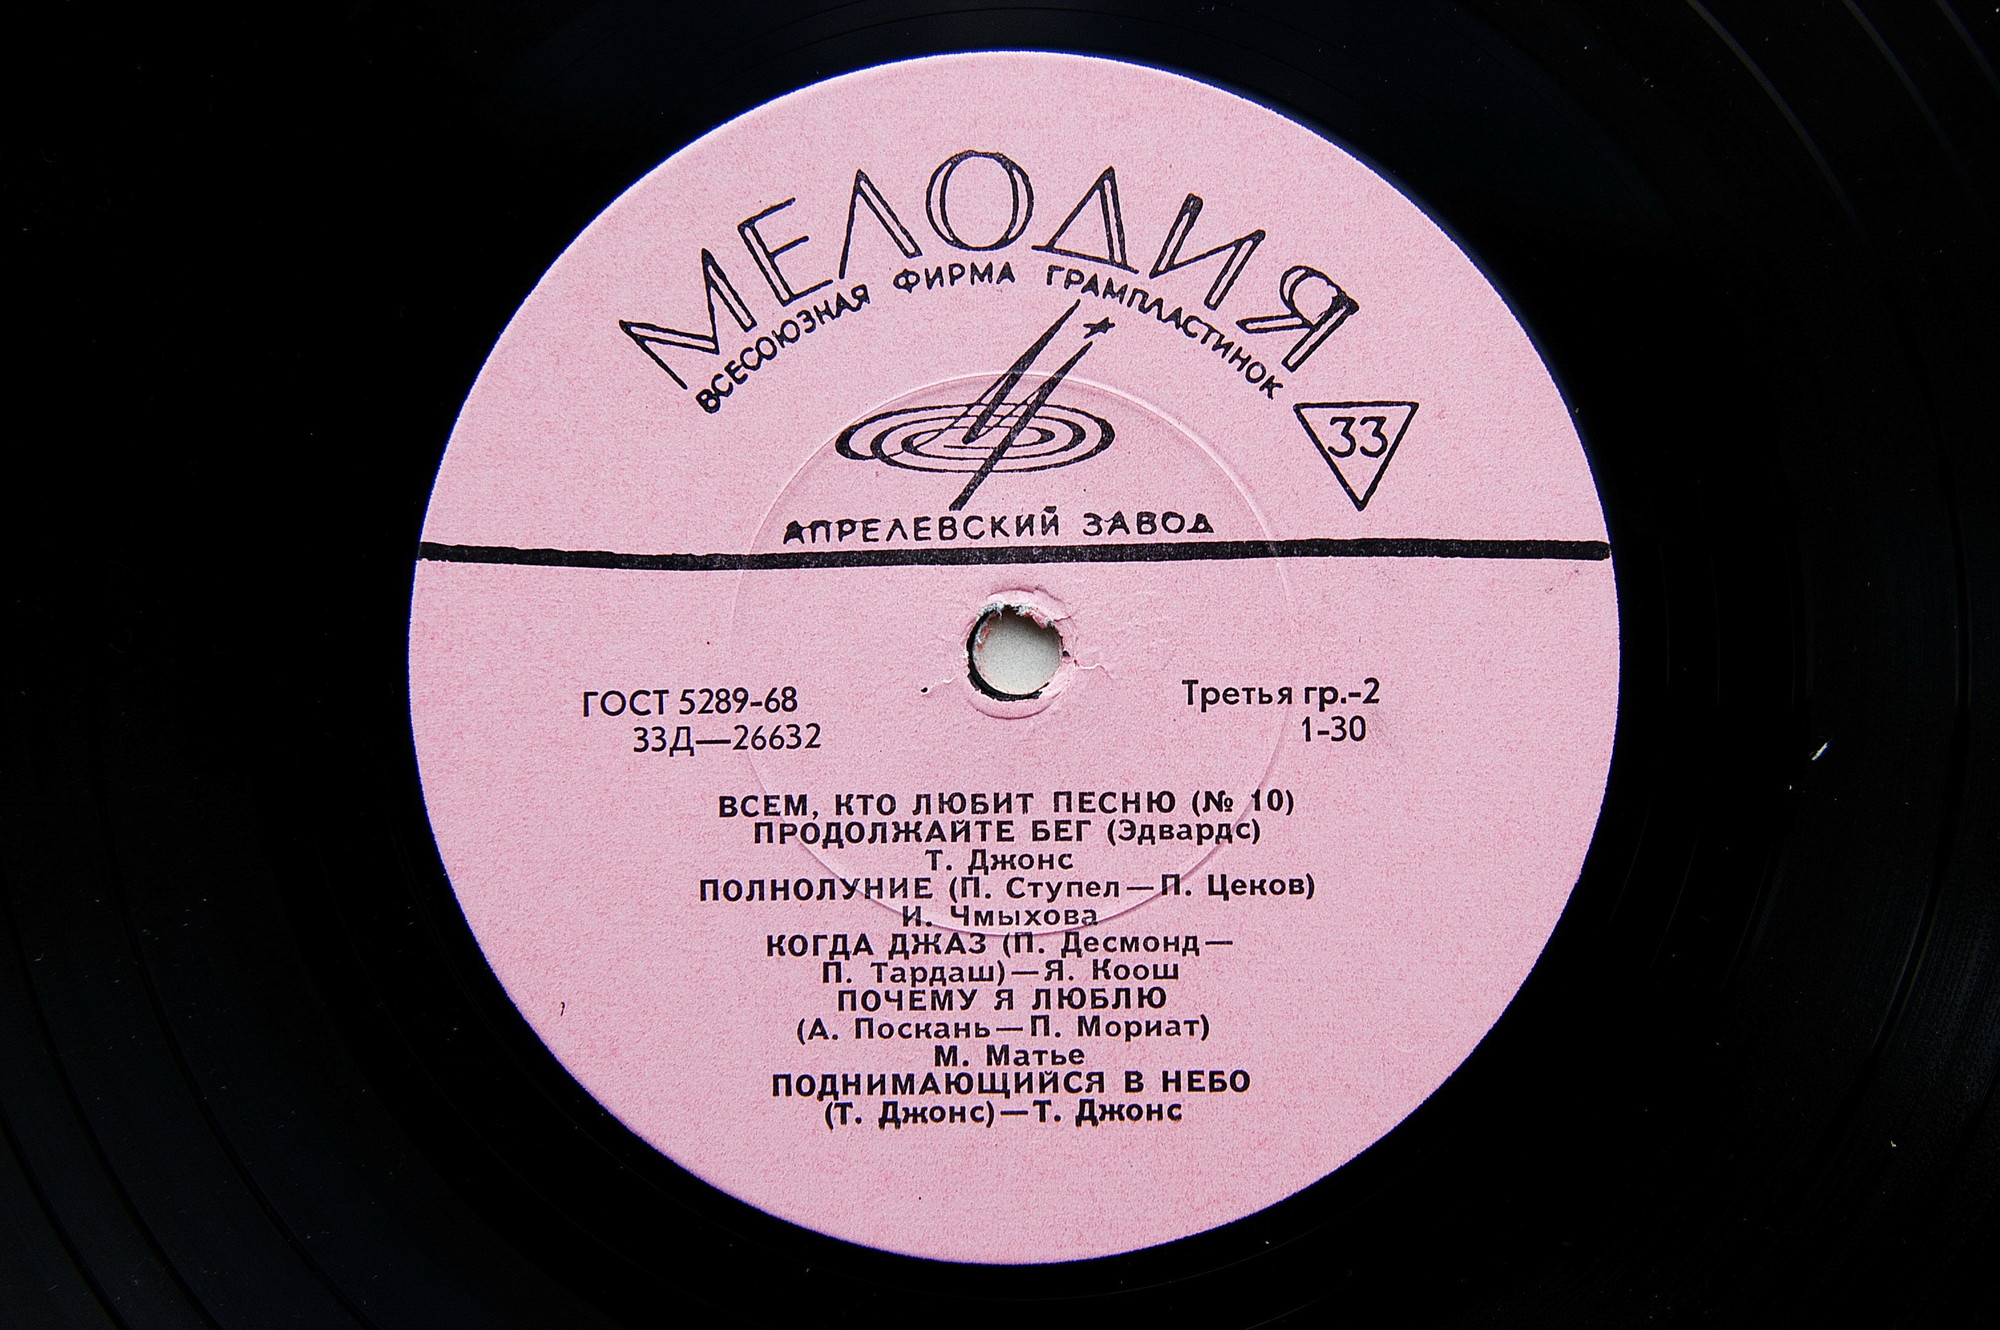 МЕЛОДИЯ
ВСЕСОЮЗНАЯ ФИРМА ГРАМПЛАСТИНОК
33
АПРЕЛЕВСКИЙ ЗАВОД
ГОСТ 5289-68
33Д—26632
Третья гр.-2
1-30
ВСЕМ, КТО ЛЮБИТ ПЕСНЮ (№ 10)
ПРОДОЛЖАЙТЕ БЕГ (Эдвардс)
Т. Джонс
ПОЛНОЛУНИЕ (П. Ступел—П. Цеков)
И. Чмыхова
КОГДА ДЖАЗ (П. Десмонд—
П. Тардаш)—Я. Коош
ПОЧЕМУ Я ЛЮБЛЮ
(А. Поскань—П. Мориат)
М. Матье
ПОДНИМАЮЩИЙСЯ В НЕБО
(Т. Джонс)—Т. Джонс